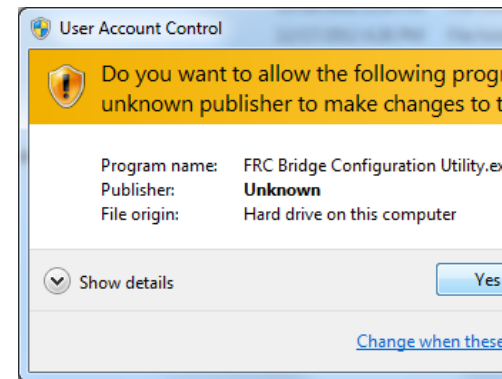 User Account Control
Do you want to allow the following progr
unknown publisher to make changes to t
Program name: FRC Bridge Configuration Utility.ex
Publisher: Unknown
File origin: Hard drive on this computer
Show details
Yes
Change when these